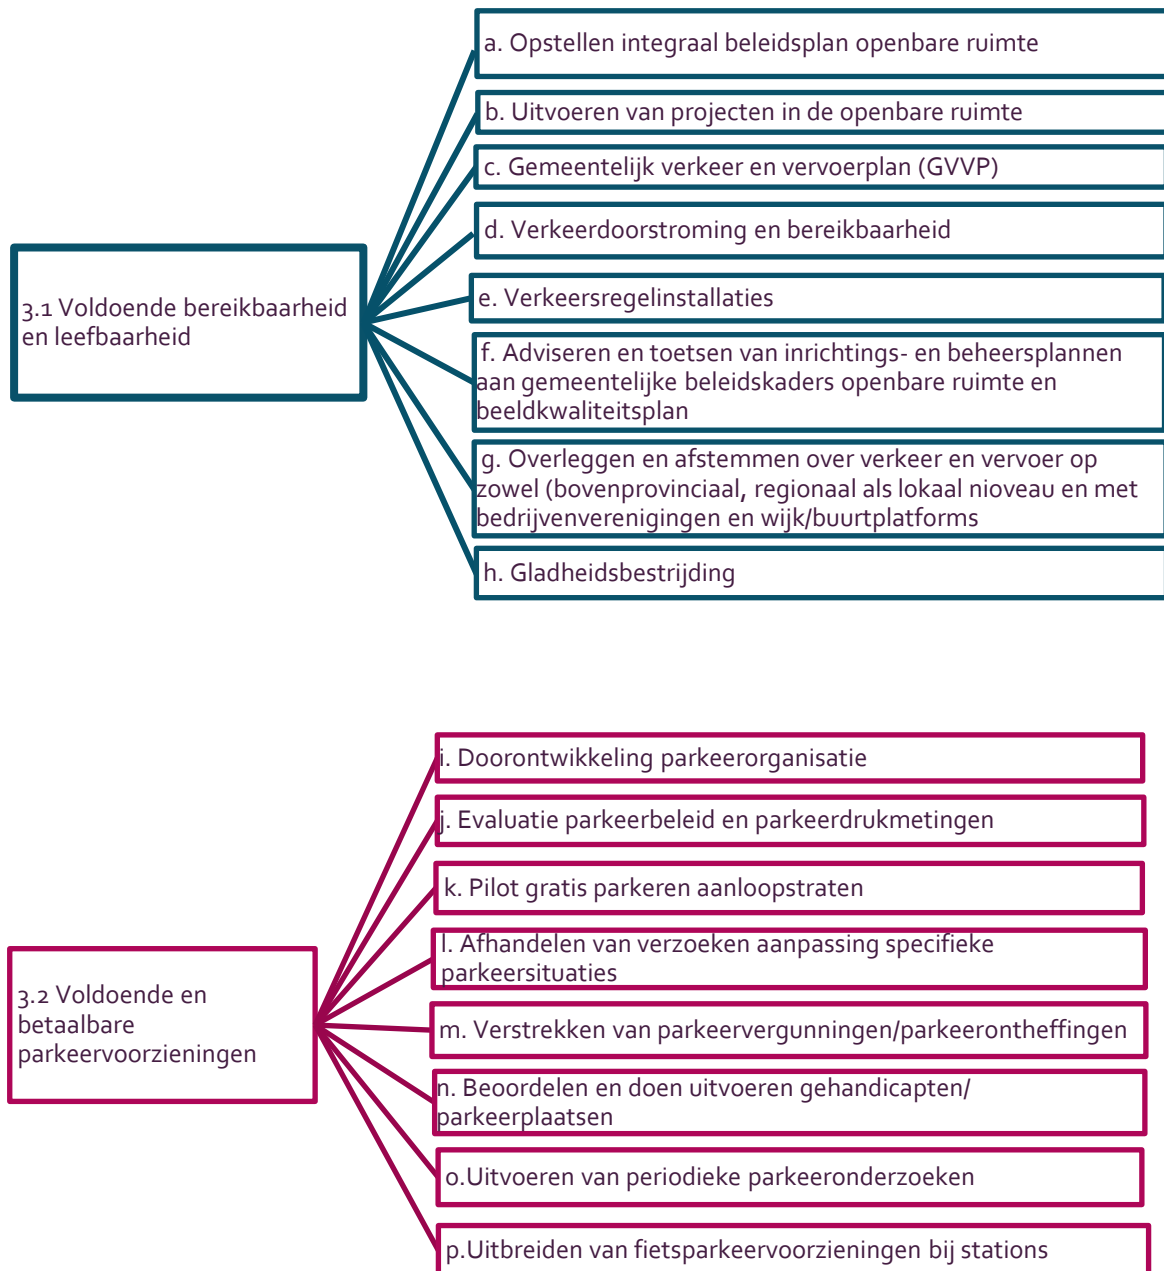 a. Opstellen integraal beleidsplan openbare ruimte
b. Uitvoeren van projecten in de openbare ruimte
c. Gemeentelijk verkeer en vervoerplan (GVVP)
d. Verkeerdoorstroming en bereikbaarheid
3.1 Voldoende bereikbaarheid
en leefbaarheid
e. Verkeersregelinstallaties
f. Adviseren en toetsen van inrichtings- en beheersplannen
aan gemeentelijke beleidskaders openbare ruimte en
beeldkwaliteitsplan
g. Overleggen en afstemmen over verkeer en vervoer op
zowel (bovenprovinciaal, regionaal als lokaal nioveau en met
bedrijvenverenigingen en wijk/buurtplatforms
h. Gladheidsbestrijding
i. Doorontwikkeling parkeerorganisatie
j. Evaluatie parkeerbeleid en parkeerdrukmetingen
k. Pilot gratis parkeren aanloopstraten
l. Afhandelen van verzoeken aanpassing specifieke
parkeersituaties
3.2 Voldoende en
betaalbare
parkeervoorzieningen
m. Verstrekken van parkeervergunningen/parkeerontheffingen
n. Beoordelen en doen uitvoeren gehandicapten/
parkeerplaatsen
o.Uitvoeren van periodieke parkeeronderzoeken
p.Uitbreiden van fietsparkeervoorzieningen bij stations